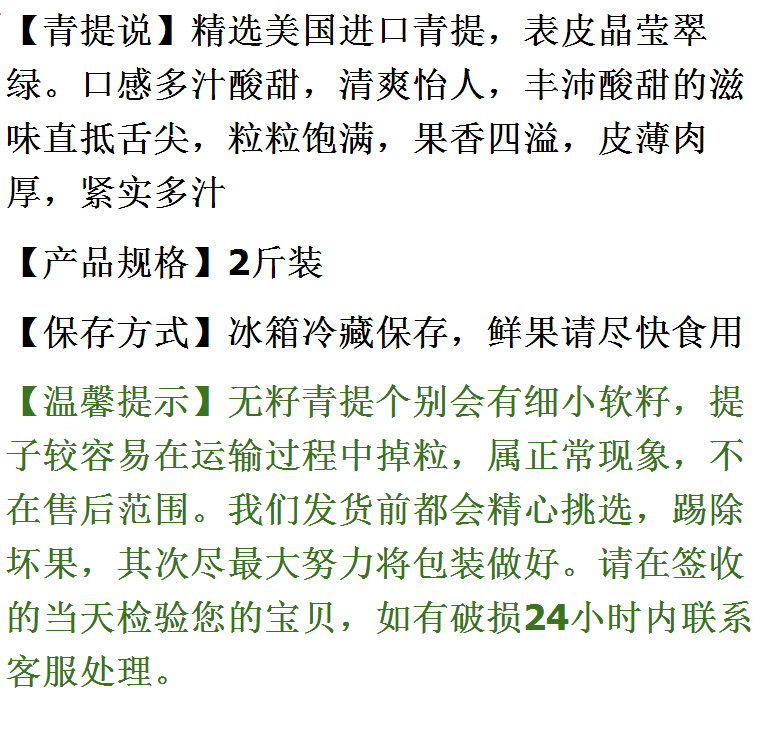 【青提说】精选美国进口青提，表皮晶莹翠
绿。口感多汁酸甜，清爽怡人，丰沛酸甜的滋
味直抵舌尖，粒粒饱满，果香四溢，皮薄肉
厚，紧实多汁
【产品规格】2斤装
【保存方式】冰箱冷藏保存，鲜果请尽快食用
【温馨提示】无籽青提个别会有细小软籽，提
子较容易在运输过程中掉粒，属正常现象，不
在售后范围。我们发货前都会精心挑选，踢除
坏果，其次尽最大努力将包装做好。请在签收
的当天检验您的宝贝，如有破损24小时内联系
客服处理。